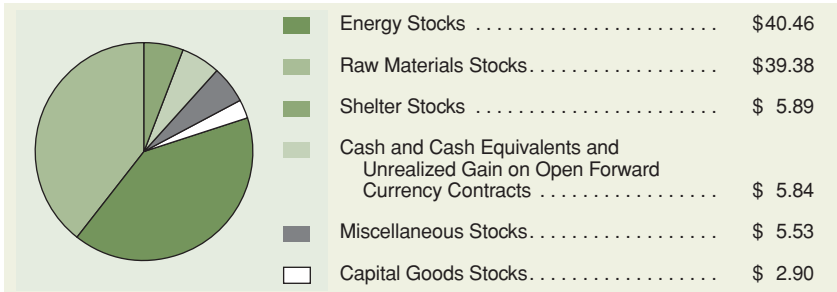 Energy Stocks . . . . . . . . . . . . . . . . . . . . . . . $40.46
Raw Materials Stocks. . . . . . . . . . . . . . . . . . $39.38
Shelter Stocks . . . . . . . . . . . . . . . . . . . . . . . $ 5.89
Cash and Cash Equivalents and
Unrealized Gain on Open Forward
Currency Contracts . . . . . . . . . . . . . . . . . $ 5.84
Miscellaneous Stocks. . . . . . . . . . . . . . . . . . $ 5.53
Capital Goods Stocks. . . . . . . . . . . . . . . . . . $ 2.90